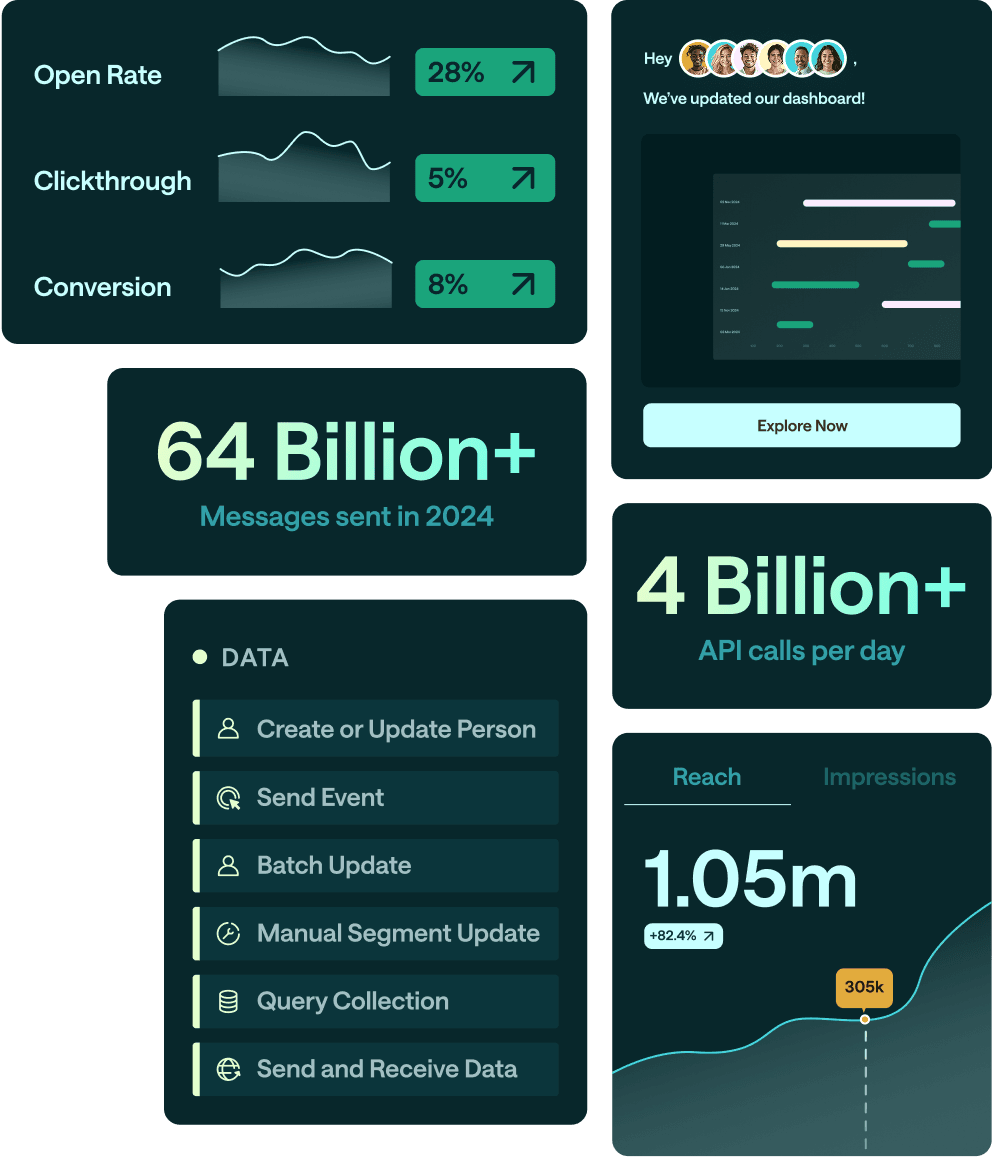 Open Rate
28%
Clickthrough
5%
Conversion
8%
Hey ,
We've updated our dashboard!
Explore Now
64 Billion+
Messages sent in 2024
4 Billion+
API calls per day
DATA
Create or Update Person
Send Event
Batch Update
Manual Segment Update
Query Collection
Send and Receive Data
Reach
Impressions
1.05m
+82.4%
305k